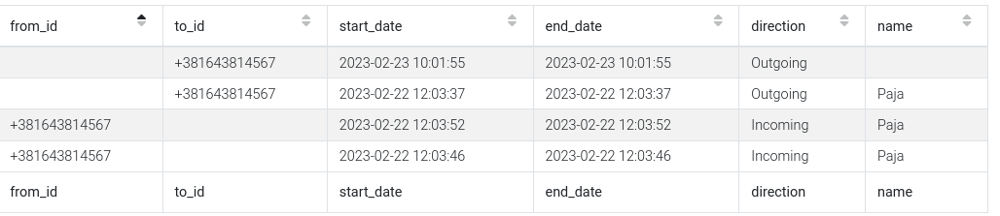 from_id to_id start_date end_date direction name
+381643814567 2023-02-23 10:01:55 2023-02-23 10:01:55 Outgoing
+381643814567 2023-02-22 12:03:37 2023-02-22 12:03:37 Outgoing Paja
+381643814567 2023-02-22 12:03:52 2023-02-22 12:03:52 Incoming Paja
+381643814567 2023-02-22 12:03:46 2023-02-22 12:03:46 Incoming Paja
from_id to_id start_date end_date direction name